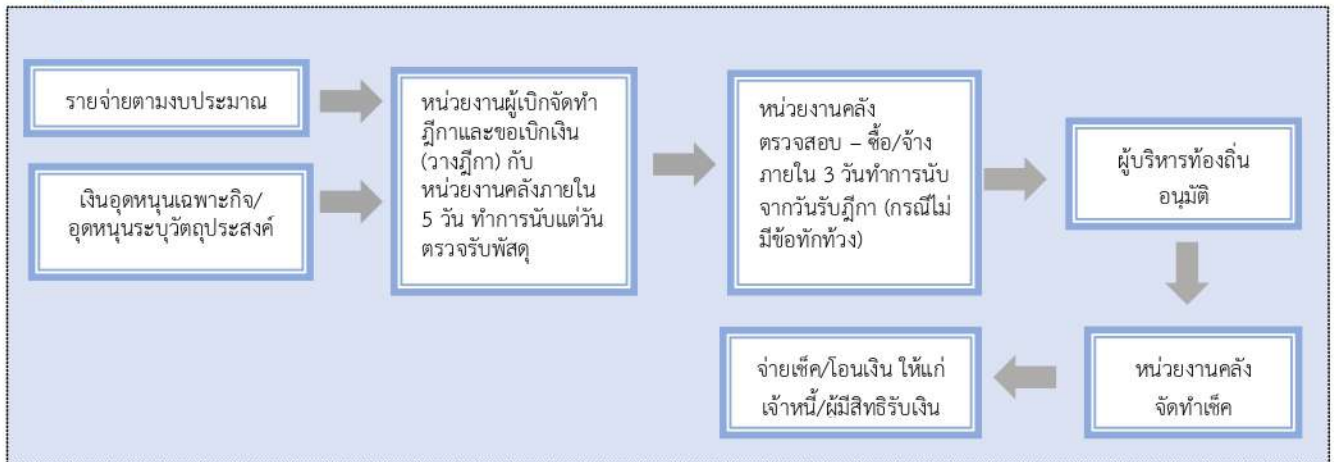 รายจ่ายตามงบประมาณ
เงินอุดหนุนเฉพาะกิจ/
อุดหนุนระบุวัตถุประสงค์
หน่วยงานผู้เบิกจัดทำ
ฎีกาและขอเบิกเงิน
(วางฎีกา) กับ
หน่วยงานคลังภายใน
5 วัน ทำการนับแต่วัน
ตรวจรับพัสดุ
หน่วยงานคลัง
ตรวจสอบ – ซื้อ/จ้าง
ภายใน 3 วันทำการนับ
จากวันรับฎีกา (กรณีไม่
มีข้อทักท้วง)
ผู้บริหารท้องถิ่น
อนุมัติ
หน่วยงานคลัง
จัดทำเช็ค
จ่ายเช็ค/โอนเงิน ให้แก่
เจ้าหนี้/ผู้มีสิทธิรับเงิน